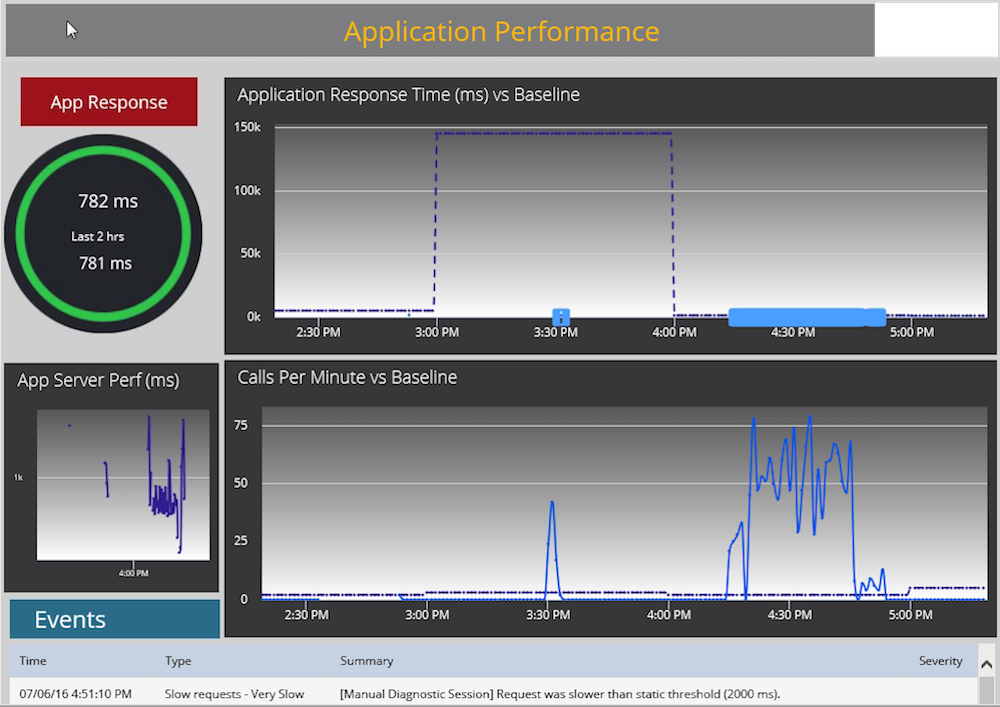 Application Performance
App Response
782 ms
Last 2 hrs
781 ms
Application Response Time (ms) vs Baseline
150k
100k
50k
0k
2:30 PM 3:00 PM 3:30 PM 4:00 PM 4:30 PM 5:00 PM
App Server Perf (ms)
1k
4:00 PM
Calls Per Minute vs Baseline
75
50
25
0
2:30 PM 3:00 PM 3:30 PM 4:00 PM 4:30 PM 5:00 PM
Events
Time Type Summary Severity
07/06/16 4:51:10 PM Slow requests - Very Slow [Manual Diagnostic Session] Request was slower than static threshold (2000 ms).